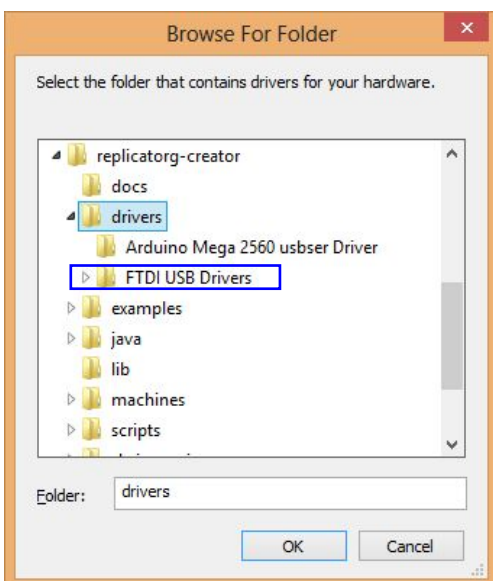 Browse For Folder
Select the folder that contains drivers for your hardware.
replicatorg-creator
docs
drivers
Arduino Mega 2560 usbser Driver
FTDI USB Drivers
examples
java
lib
machines
scripts
Folder: drivers
OK Cancel